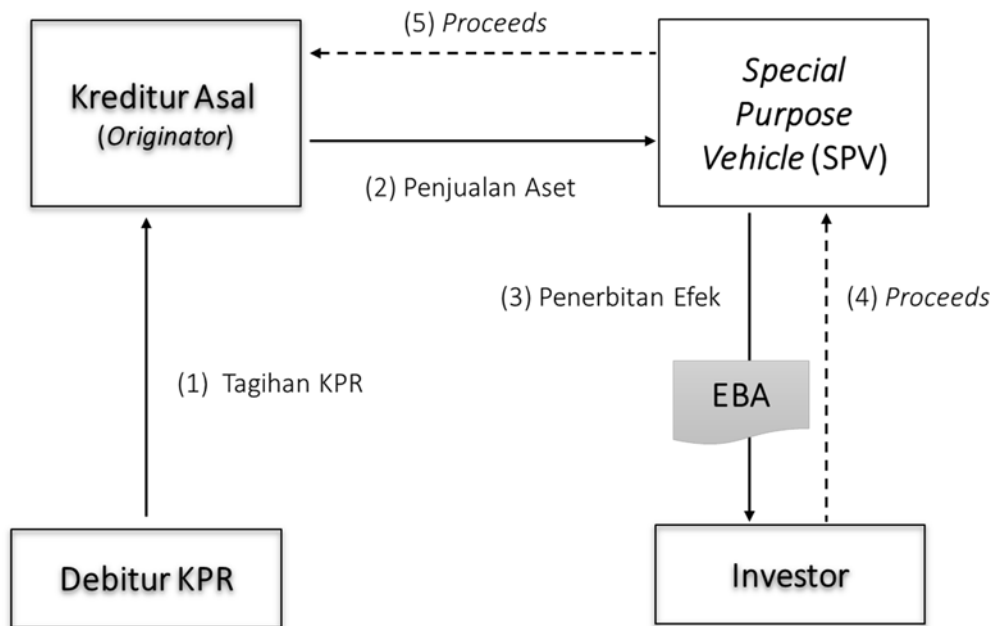 (5) Proceeds
Kreditur Asal
(Originator)
Special
Purpose
Vehicle (SPV)
(2) Penjualan Aset
(3) Penerbitan Efek
(4) Proceeds
(1) Tagihan KPR
EBA
Debitur KPR
Investor